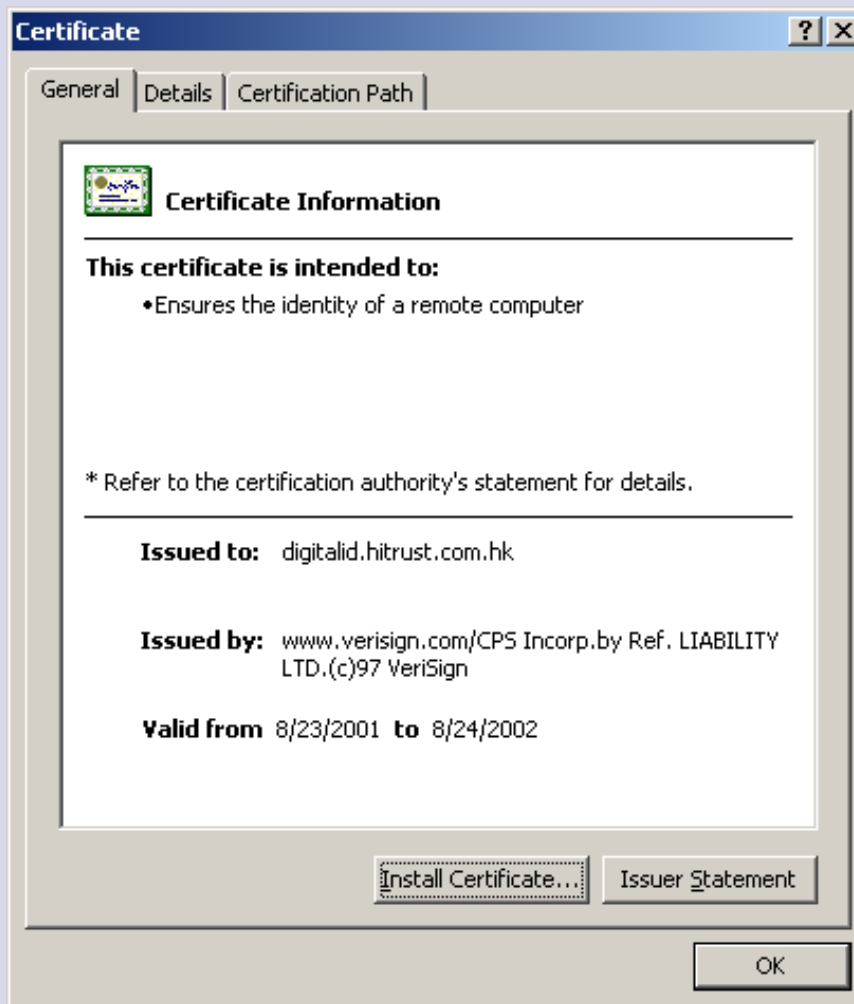 Certificate
General Details Certification Path
Certificate Information
This certificate is intended to:
•Ensures the identity of a remote computer
* Refer to the certification authority's statement for details.
Issued to: digitalid.hitrust.com.hk
Issued by: www.verisign.com/CPS Incorp.by Ref. LIABILITY
LTD.(c)97 VeriSign
Valid from 8/23/2001 to 8/24/2002
Install Certificate... Issuer Statement
OK